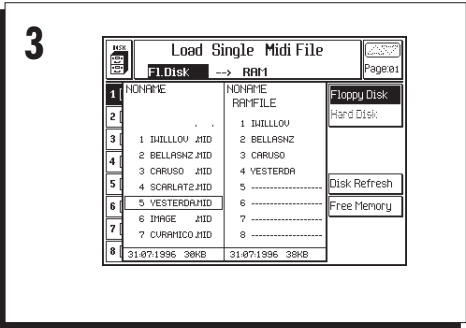 3
DISK
Load Single Midi File
Fl.Disk --> RAM
Page:01
1 [
2 [
3 [
4 [
5 [
6 [
7 [
8 [
NONAME
. .
1 IWILLLOV .MID
2 BELLASNZ.MID
3 CARUSO .MID
4 SCARLAT2.MID
5 YESTERDA.MID
6 IMAGE .MID
7 CVRAMICO.MID
31:07:1996 30KB
NONAME
RAMFILE
1 IWILLLOV
2 BELLASNZ
3 CARUSO
4 YESTERDA
5 ------------------
6 ------------------
7 ------------------
8 ------------------
31:07:1996 38KB
Floppy Disk
Hard Disk
Disk Refresh
Free Memory